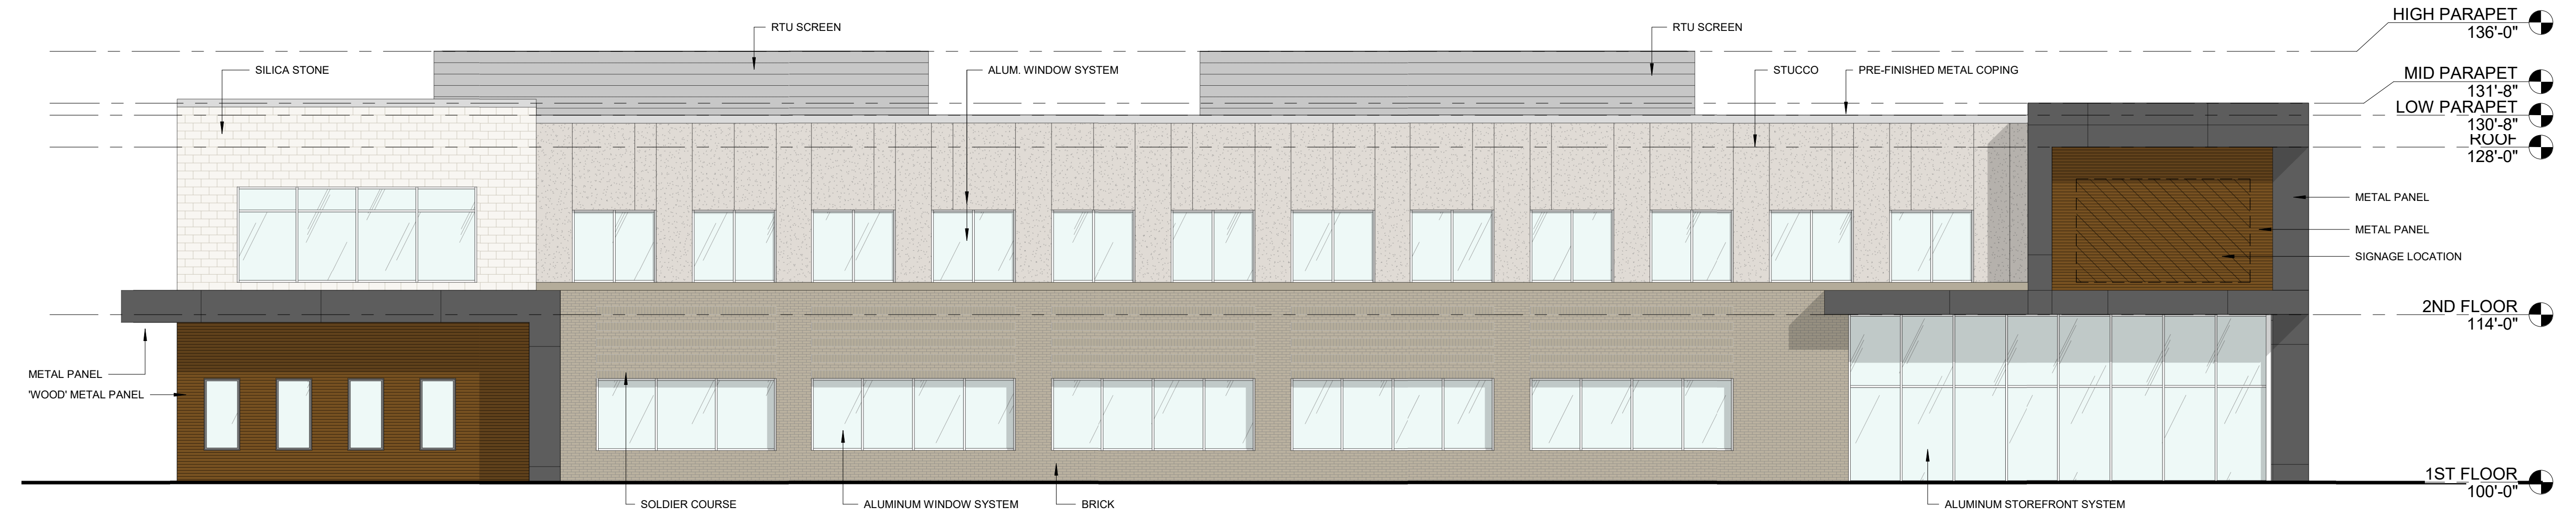 RTU SCREEN
RTU SCREEN
HIGH PARAPET
136'-0"
SILICA STONE
ALUM. WINDOW SYSTEM
STUCCO
PRE-FINISHED METAL COPING
MID PARAPET
131'-8"
LOW PARAPET
130'-8"
ROOF
128'-0"
METAL PANEL
METAL PANEL
SIGNAGE LOCATION
2ND FLOOR
114'-0"
METAL PANEL
'WOOD' METAL PANEL
1ST FLOOR
100'-0"
SOLDIER COURSE
ALUMINUM WINDOW SYSTEM
BRICK
ALUMINUM STOREFRONT SYSTEM